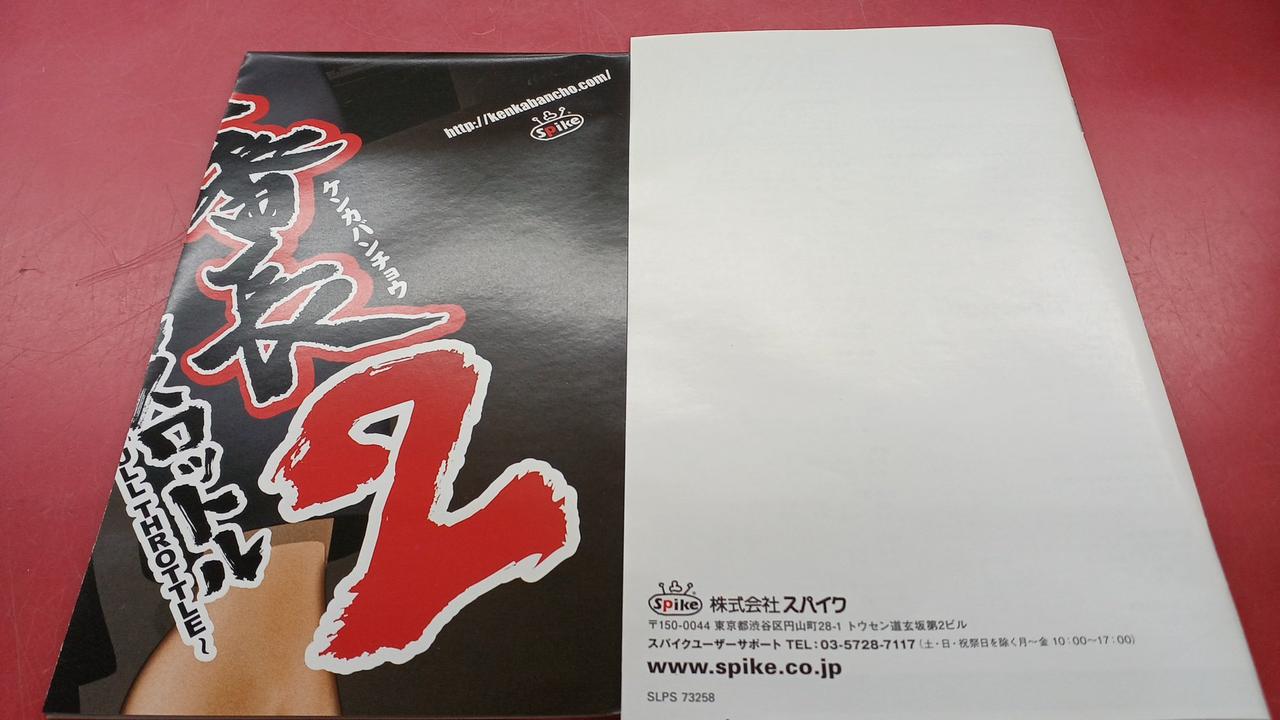 http://kenkabancho.com/
Spike
番長
ケンカバンチョウ
2
スロットル
THROTTLE~
Spike 株式会社スパイク
〒150-0044 東京都渋谷区円山町28-1 トウセン道玄坂第2ビル
スパイクユーザーサポート TEL:03-5728-7117 (土・日・祝祭日を除く月~金 10:00~17:00)
www.spike.co.jp
SLPS 73258